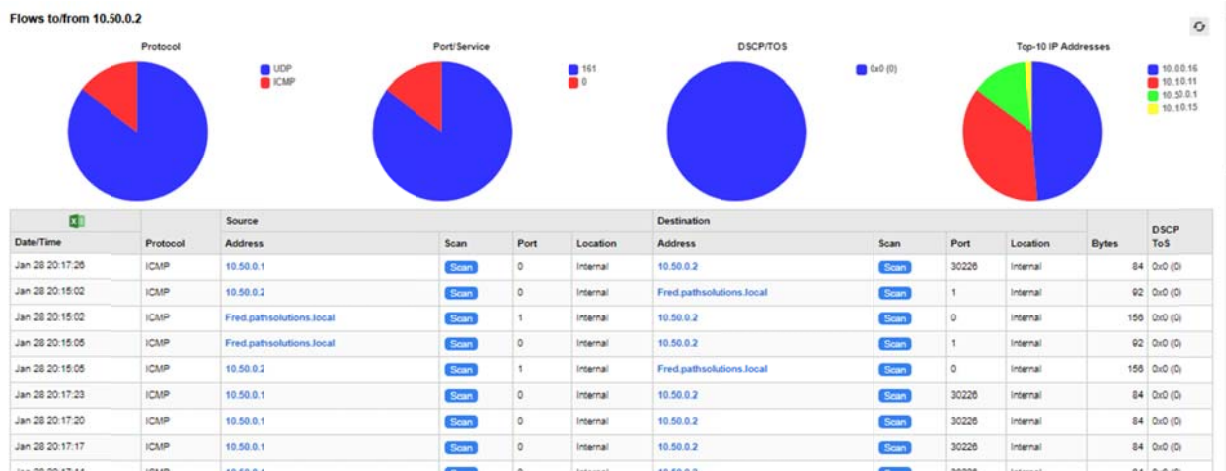 Flows to/from 10.50.0.2
Protocol
UDP
ICMP
Port/Service
161
0
DSCP/TOS
0x0 (0)
Top-10 IP Addresses
10.0.0.16
10.10.11
10.50.0.1
10.10.15
Source Destination
Date/Time Protocol Address Scan Port Location Address Scan Port Location Bytes DSCP ToS
Jan 28 20:17:26 ICMP 10.50.0.1 Scan 0 Internal 10.50.0.2 Scan 30226 Internal 84 0x0 (0)
Jan 28 20:15:02 ICMP 10.50.0.2 Scan 0 Internal Fred.pathsolutions.local Scan 1 Internal 92 0x0 (0)
Jan 28 20:15:02 ICMP Fred.pathsolutions.local Scan 1 Internal 10.50.0.2 Scan 0 Internal 156 0x0 (0)
Jan 28 20:15:05 ICMP Fred.pathsolutions.local Scan 0 Internal 10.50.0.2 Scan 1 Internal 92 0x0 (0)
Jan 28 20:15:05 ICMP 10.50.0.2 Scan 1 Internal Fred.pathsolutions.local Scan 0 Internal 156 0x0 (0)
Jan 28 20:17:23 ICMP 10.50.0.1 Scan 0 Internal 10.50.0.2 Scan 30226 Internal 84 0x0 (0)
Jan 28 20:17:20 ICMP 10.50.0.1 Scan 0 Internal 10.50.0.2 Scan 30226 Internal 84 0x0 (0)
Jan 28 20:17:17 ICMP 10.50.0.1 Scan 0 Internal 10.50.0.2 Scan 30226 Internal 84 0x0 (0)